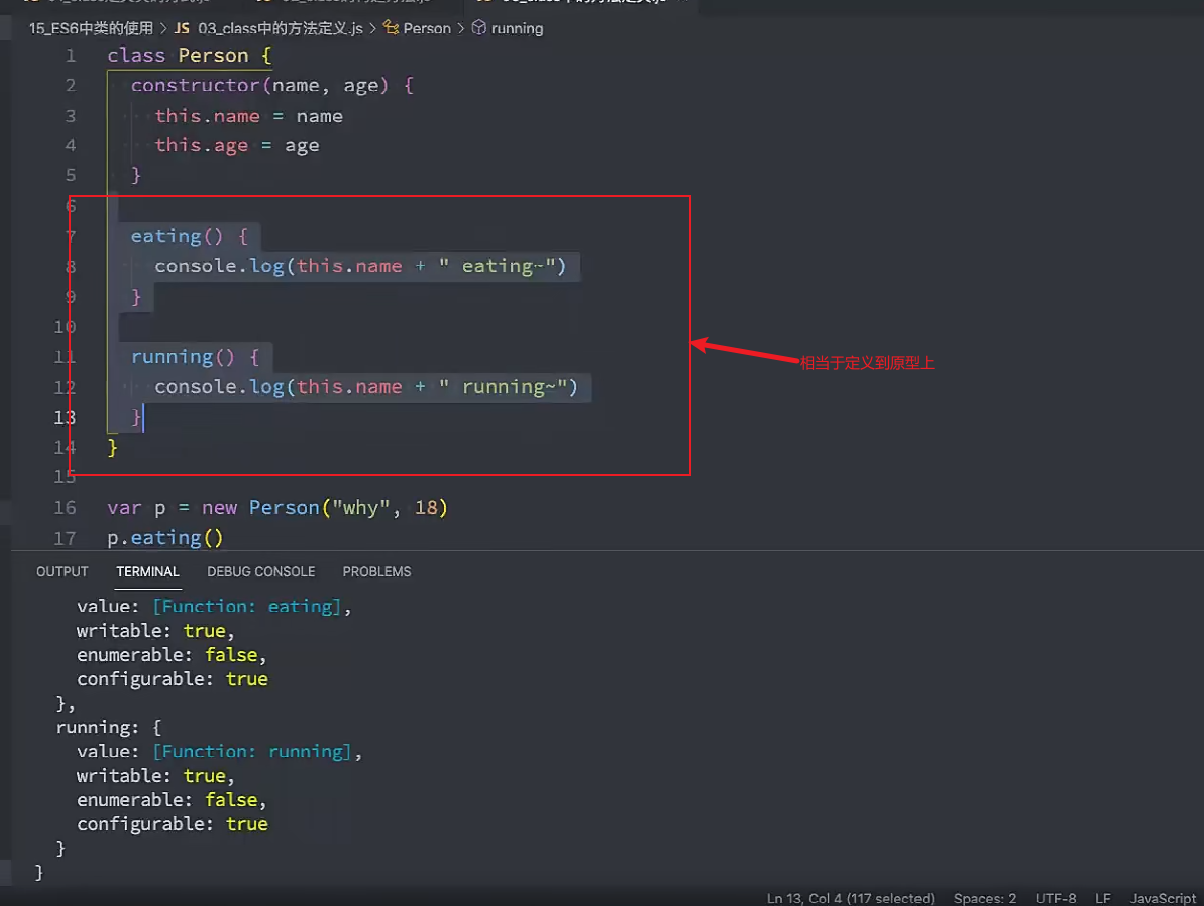 15_ES6中类的使用 > JS 03_class中的方法定义.js > Person > running
1 class Person {
2 constructor(name, age) {
3 this.name = name
4 this.age = age
5 }
6
7 eating() {
8 console.log(this.name + " eating~")
9 }
10
11 running() {
12 console.log(this.name + " running~")
13 }
14 }
15
相当于定义到原型上
16 var p = new Person("why", 18)
17 p.eating()
OUTPUT TERMINAL DEBUG CONSOLE PROBLEMS
value: [Function: eating],
writable: true,
enumerable: false,
configurable: true
},
running: {
value: [Function: running],
writable: true,
enumerable: false,
configurable: true
}
}
Ln 13, Col 4 (117 selected) Spaces: 2 UTF-8 LF JavaScript